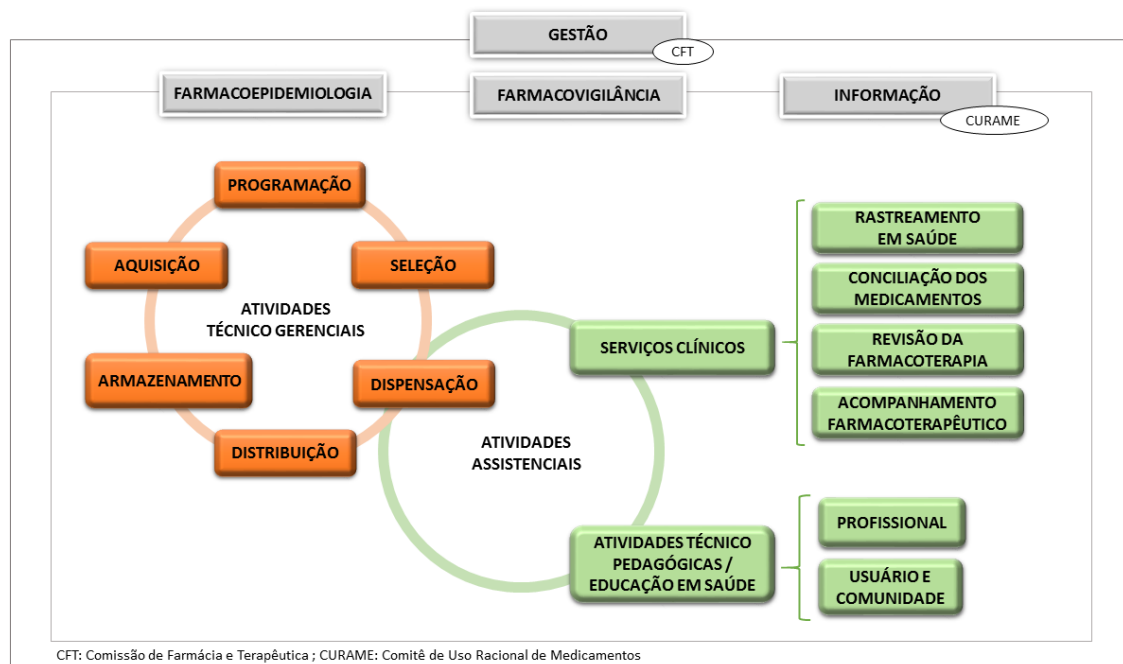 GESTÃO
CFT
FARMACOEPIDEMIOLOGIA
FARMACOVIGILÂNCIA
INFORMAÇÃO
CURAME
PROGRAMAÇÃO
AQUISIÇÃO
SELEÇÃO
ATIVIDADES
TÉCNICO GERENCIAIS
ARMAZENAMENTO
DISPENSAÇÃO
DISTRIBUIÇÃO
ATIVIDADES
ASSISTENCIAIS
SERVIÇOS CLÍNICOS
RASTREAMENTO
EM SAÚDE
CONCILIAÇÃO DOS
MEDICAMENTOS
REVISÃO DA
FARMACOTERAPIA
ACOMPANHAMENTO
FARMACOTERAPÊUTICO
ATIVIDADES TÉCNICO
PEDAGÓGICAS /
EDUCAÇÃO EM SAÚDE
PROFISSIONAL
USUÁRIO E
COMUNIDADE
CFT: Comissão de Farmácia e Terapêutica ; CURAME: Comitê de Uso Racional de Medicamentos